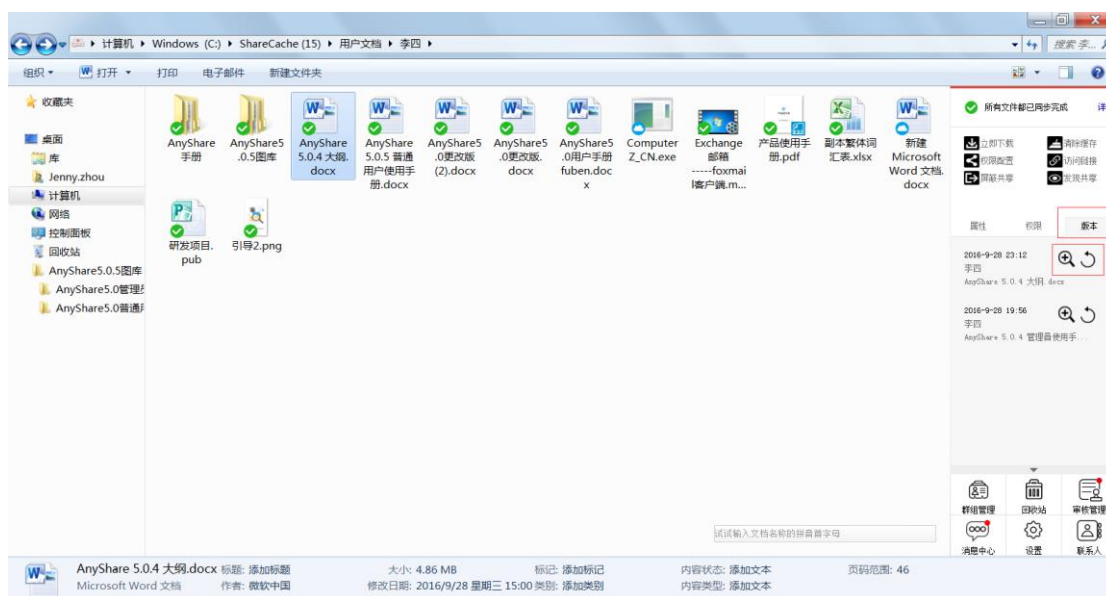 计算机 ▸ Windows (C:) ▸ ShareCache (15) ▸ 用户文档 ▸ 李四 ▸
搜索 李...
组织 打开 打印 电子邮件 新建文件夹
收藏夹
桌面
库
Jenny.zhou
计算机
网络
控制面板
回收站
AnyShare5.0.5图库
AnyShare5.0管理
AnyShare5.0普通
AnyShare
手册
AnyShare5
.0.5图库
AnyShare
5.0.4 大纲.
docx
AnyShare
5.0.5 普通
用户使用手
册.docx
AnyShare5
.0更改版
(2).docx
AnyShare5
.0更改版.
docx
AnyShare5
.0用户手册
fuben.doc
x
Computer
Z_CN.exe
Exchange
邮箱
-----foxmai
l客户端.m...
产品使用手
册.pdf
副本繁体词
汇表.xlsx
新建
Microsoft
Word 文档.
docx
研发项目.
pub
引导2.png
所有文件都已同步完成 详
立即下载 清除缓存
权限配置 访问链接
屏蔽共享 发现共享
属性 权限 版本
2016-9-28 23:12
李四
AnyShare 5.0.4 大纲.docx
2016-9-28 19:56
李四
AnyShare 5.0.4 管理员使用手...
群组管理 回收站 审核管理
消息中心 设置 联系人
试试输入文档名称的拼音首字母
AnyShare 5.0.4 大纲.docx 标题: 添加标题 大小: 4.86 MB 标记: 添加标记 内容状态: 添加文本 页码范围: 46
Microsoft Word 文档 作者: 微软中国 修改日期: 2016/9/28 星期三 15:00 类别: 添加类别 内容类型: 添加文本